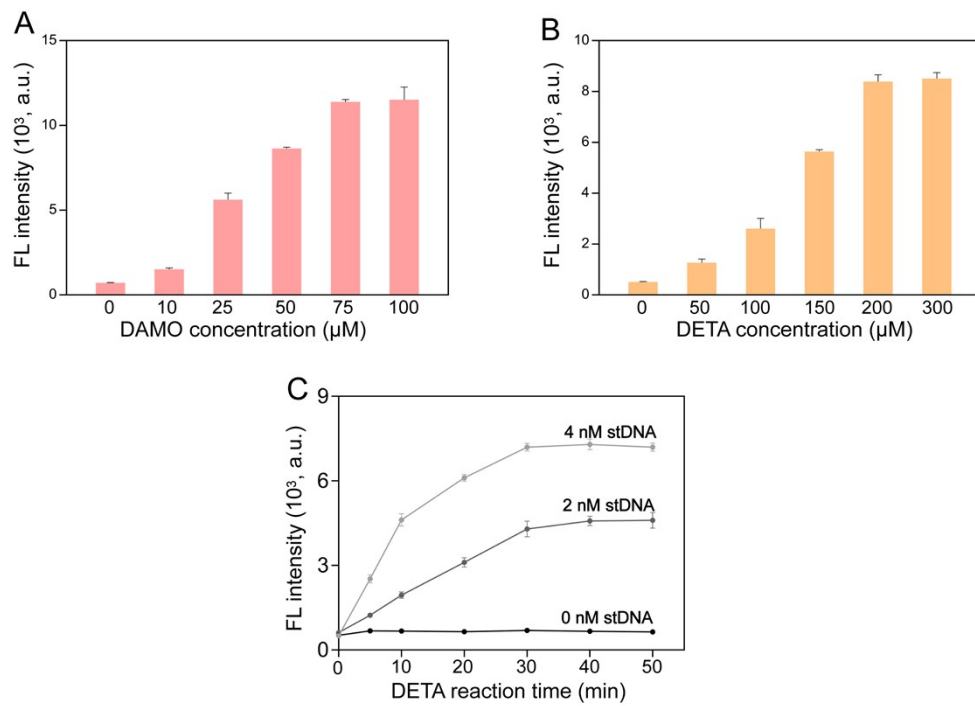 A
FL intensity (10³, a.u.)
15
10
5
0
0 10 25 50 75 100
DAMO concentration (µM)
B
FL intensity (10³, a.u.)
10
8
6
4
2
0
0 50 100 150 200 300
DETA concentration (µM)
C
FL intensity (10³, a.u.)
9
6
3
0
4 nM stDNA
2 nM stDNA
0 nM stDNA
0 10 20 30 40 50
DETA reaction time (min)